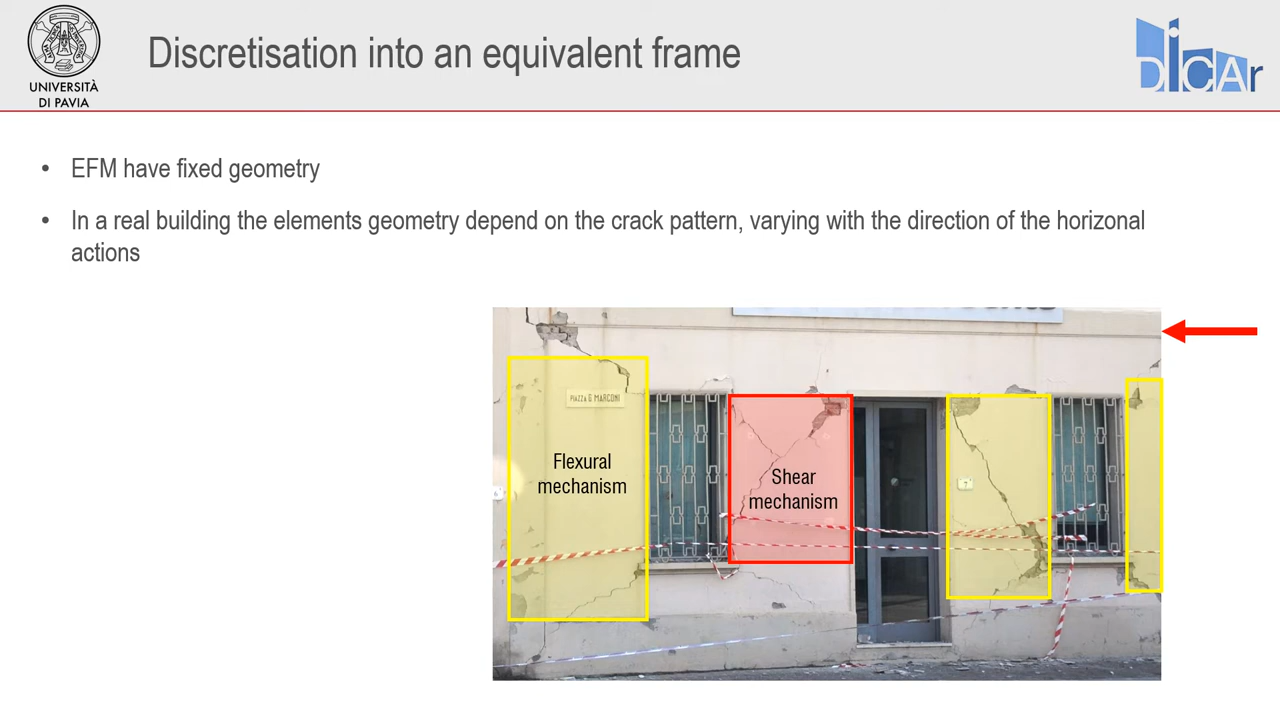 UNIVERSITÀ
DI PAVIA
Discretisation into an equivalent frame
DICAr
• EFM have fixed geometry
• In a real building the elements geometry depend on the crack pattern, varying with the direction of the horizonal
actions
PIAZZA G. MARCONI
Flexural
mechanism
Shear
mechanism